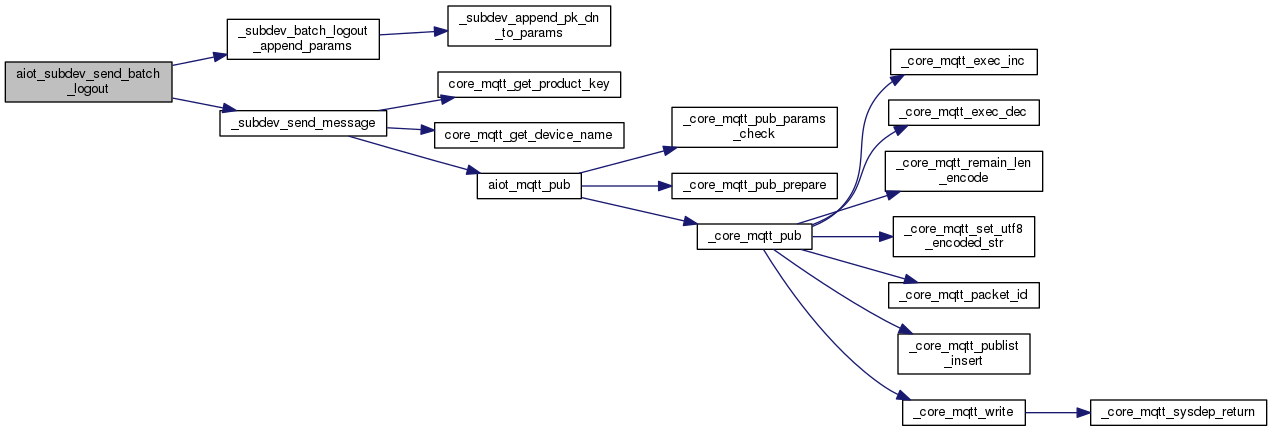 aiot_subdev_send_batch
_logout
_subdev_batch_logout
_append_params
_subdev_append_pk_dn
_to_params
_subdev_send_message
core_mqtt_get_product_key
core_mqtt_get_device_name
aiot_mqtt_pub
_core_mqtt_pub_params
_check
_core_mqtt_pub_prepare
_core_mqtt_pub
_core_mqtt_exec_inc
_core_mqtt_exec_dec
_core_mqtt_remain_len
_encode
_core_mqtt_set_utf8
_encoded_str
_core_mqtt_packet_id
_core_mqtt_publist
_insert
_core_mqtt_write
_core_mqtt_sysdep_return